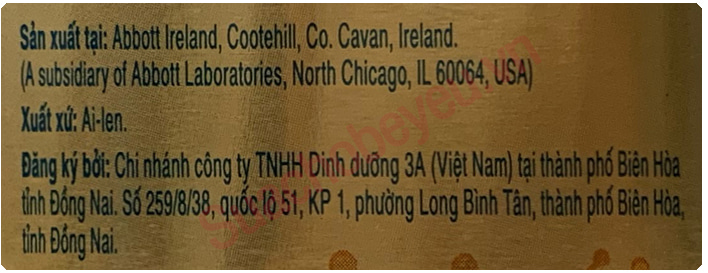 Sản xuất tại: Abbott Ireland, Cootehill, Co. Cavan, Ireland.
(A subsidiary of Abbott Laboratories, North Chicago, IL 60064, USA)
Xuất xứ: Ai-len.
Đăng ký bởi: Chi nhánh công ty TNHH Dinh dưỡng 3A (Việt Nam) tại thành phố Biên Hòa
tỉnh Đồng Nai. Số 259/8/38, quốc lộ 51, KP 1, phường Long Bình Tân, thành phố Biên Hòa,
tỉnh Đồng Nai.